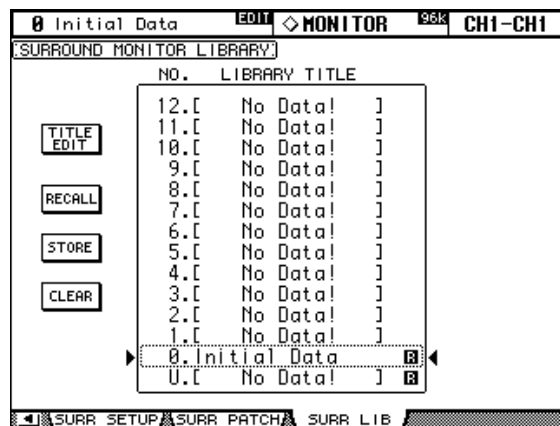 0 Initial Data EDIT ◇MONITOR 96k CH1-CH1
SURROUND MONITOR LIBRARY
NO. LIBRARY TITLE
12.[ No Data! ]
11.[ No Data! ]
10.[ No Data! ]
9.[ No Data! ]
8.[ No Data! ]
7.[ No Data! ]
6.[ No Data! ]
5.[ No Data! ]
4.[ No Data! ]
3.[ No Data! ]
2.[ No Data! ]
1.[ No Data! ]
0.Initial Data R
U.[ No Data! ] R
TITLE
EDIT
RECALL
STORE
CLEAR
SURR SETUP SURR PATCH SURR LIB